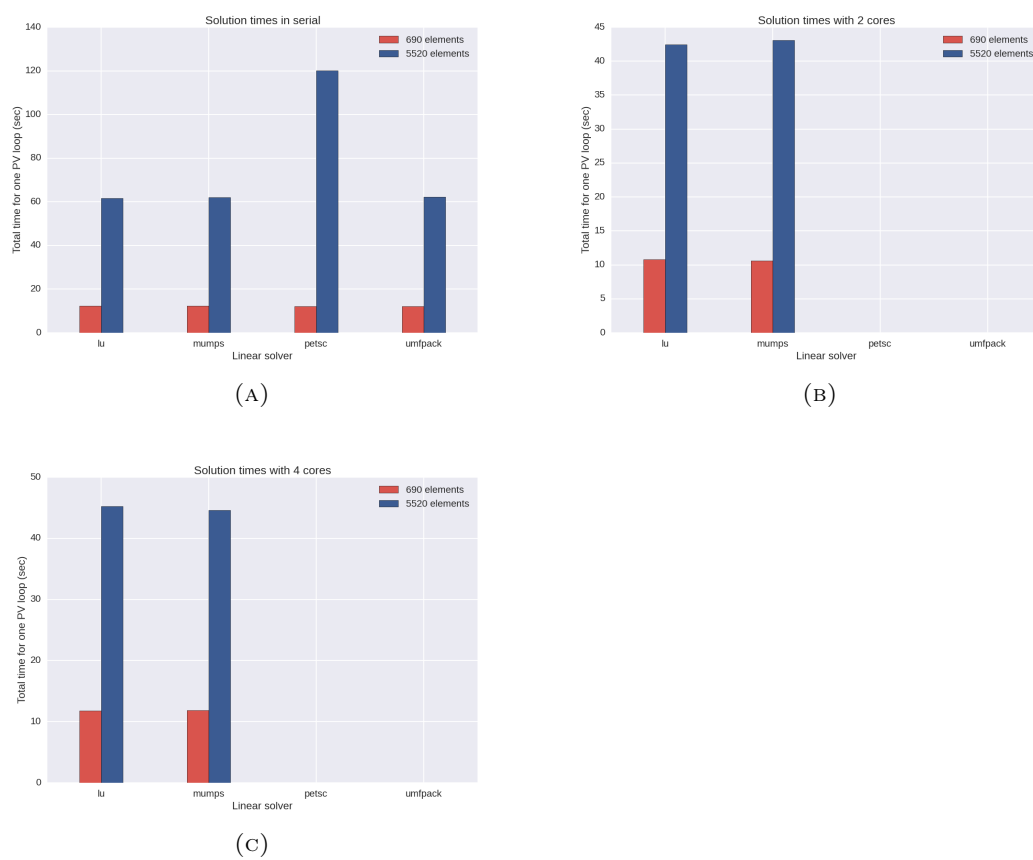 Solution times in serial
140
120
100
80
60
40
20
0
Total time for one PV loop (sec)
690 elements
5520 elements
lu mumps petsc umfpack
Linear solver
(A)
Solution times with 2 cores
45
40
35
30
25
20
15
10
5
0
Total time for one PV loop (sec)
690 elements
5520 elements
lu mumps petsc umfpack
Linear solver
(B)
Solution times with 4 cores
50
40
30
20
10
0
Total time for one PV loop (sec)
690 elements
5520 elements
lu mumps petsc umfpack
Linear solver
(C)